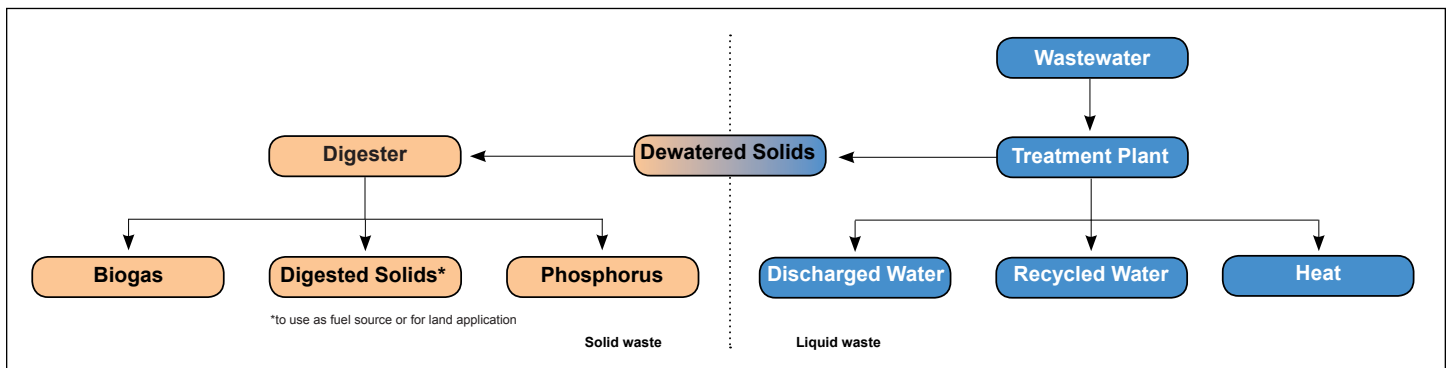 Wastewater
Digester
Dewatered Solids
Treatment Plant
Biogas
Digested Solids*
Phosphorus
Discharged Water
Recycled Water
Heat
*to use as fuel source or for land application
Solid waste
Liquid waste